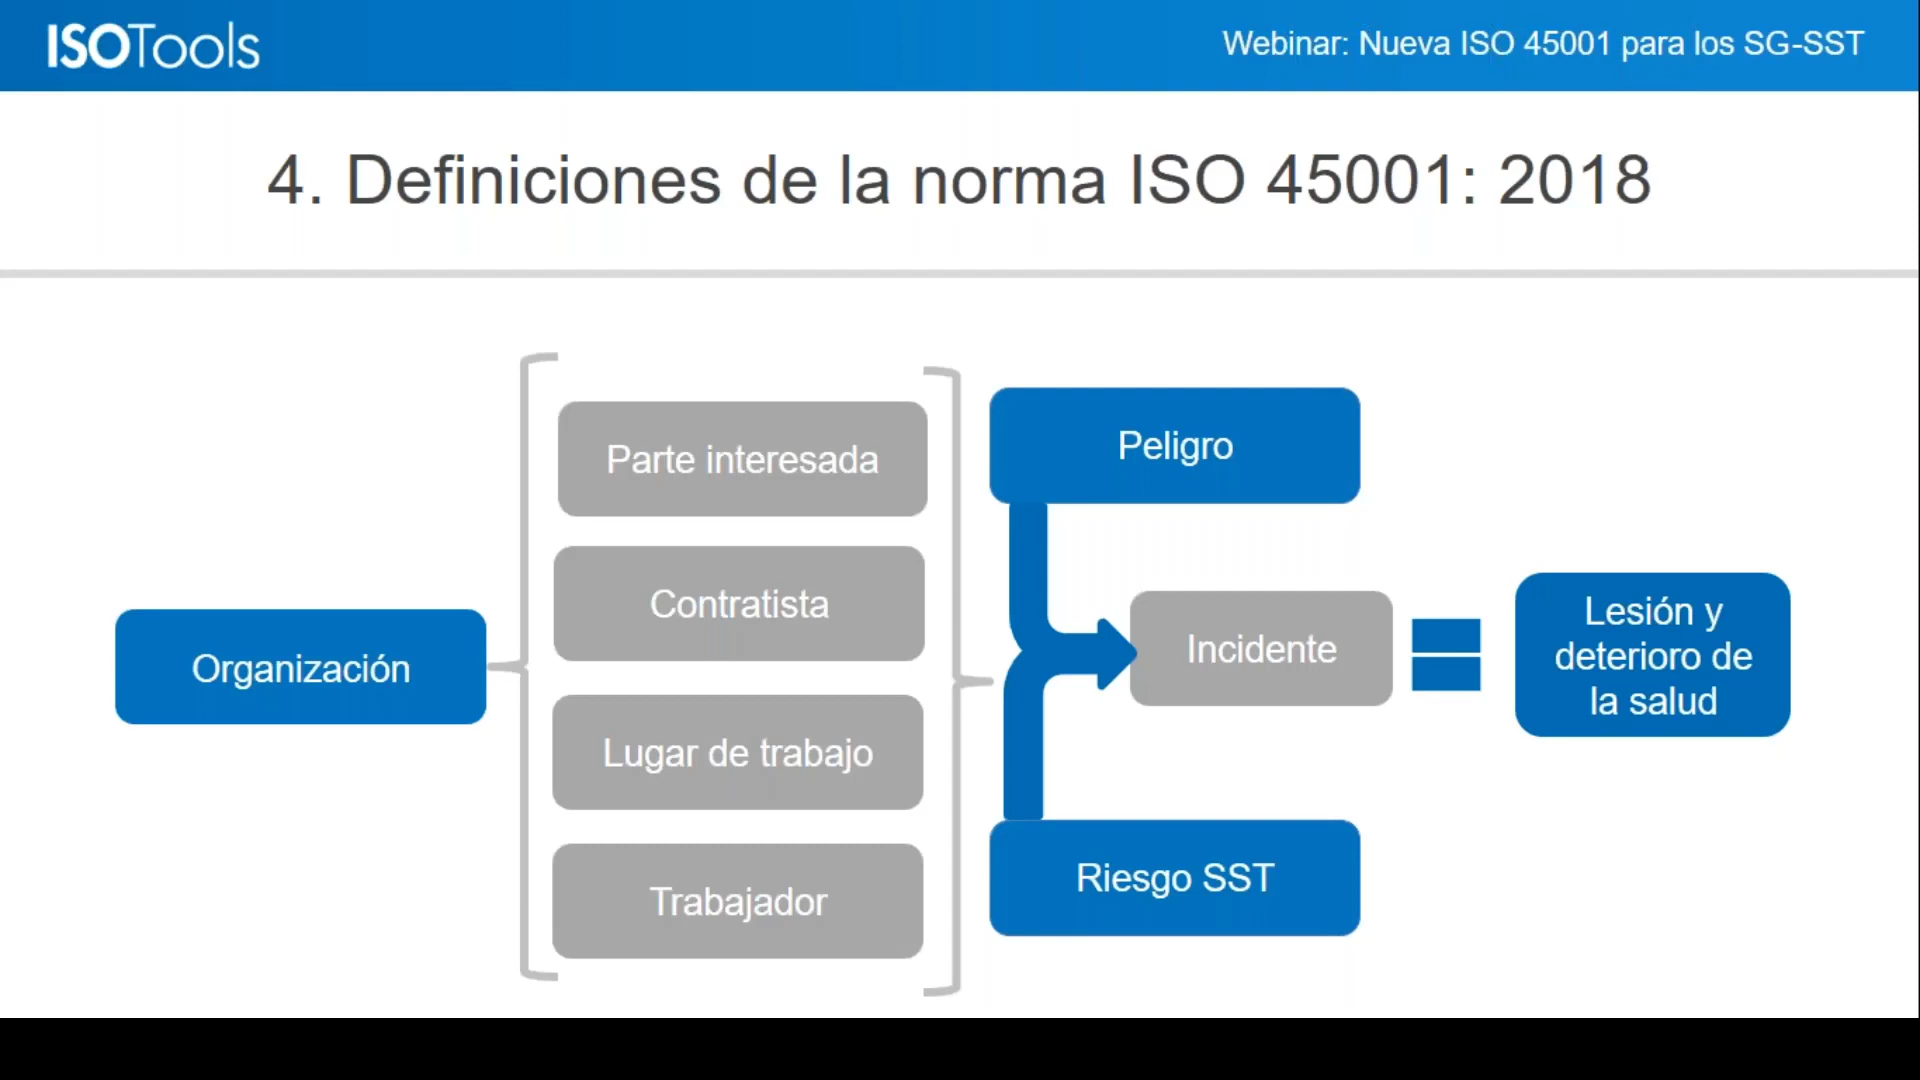 ISOTools
Webinar: Nueva ISO 45001 para los SG-SST
4. Definiciones de la norma ISO 45001: 2018
Organización
Parte interesada
Contratista
Lugar de trabajo
Trabajador
Peligro
Riesgo SST
Incidente
Lesión y
deterioro de
la salud